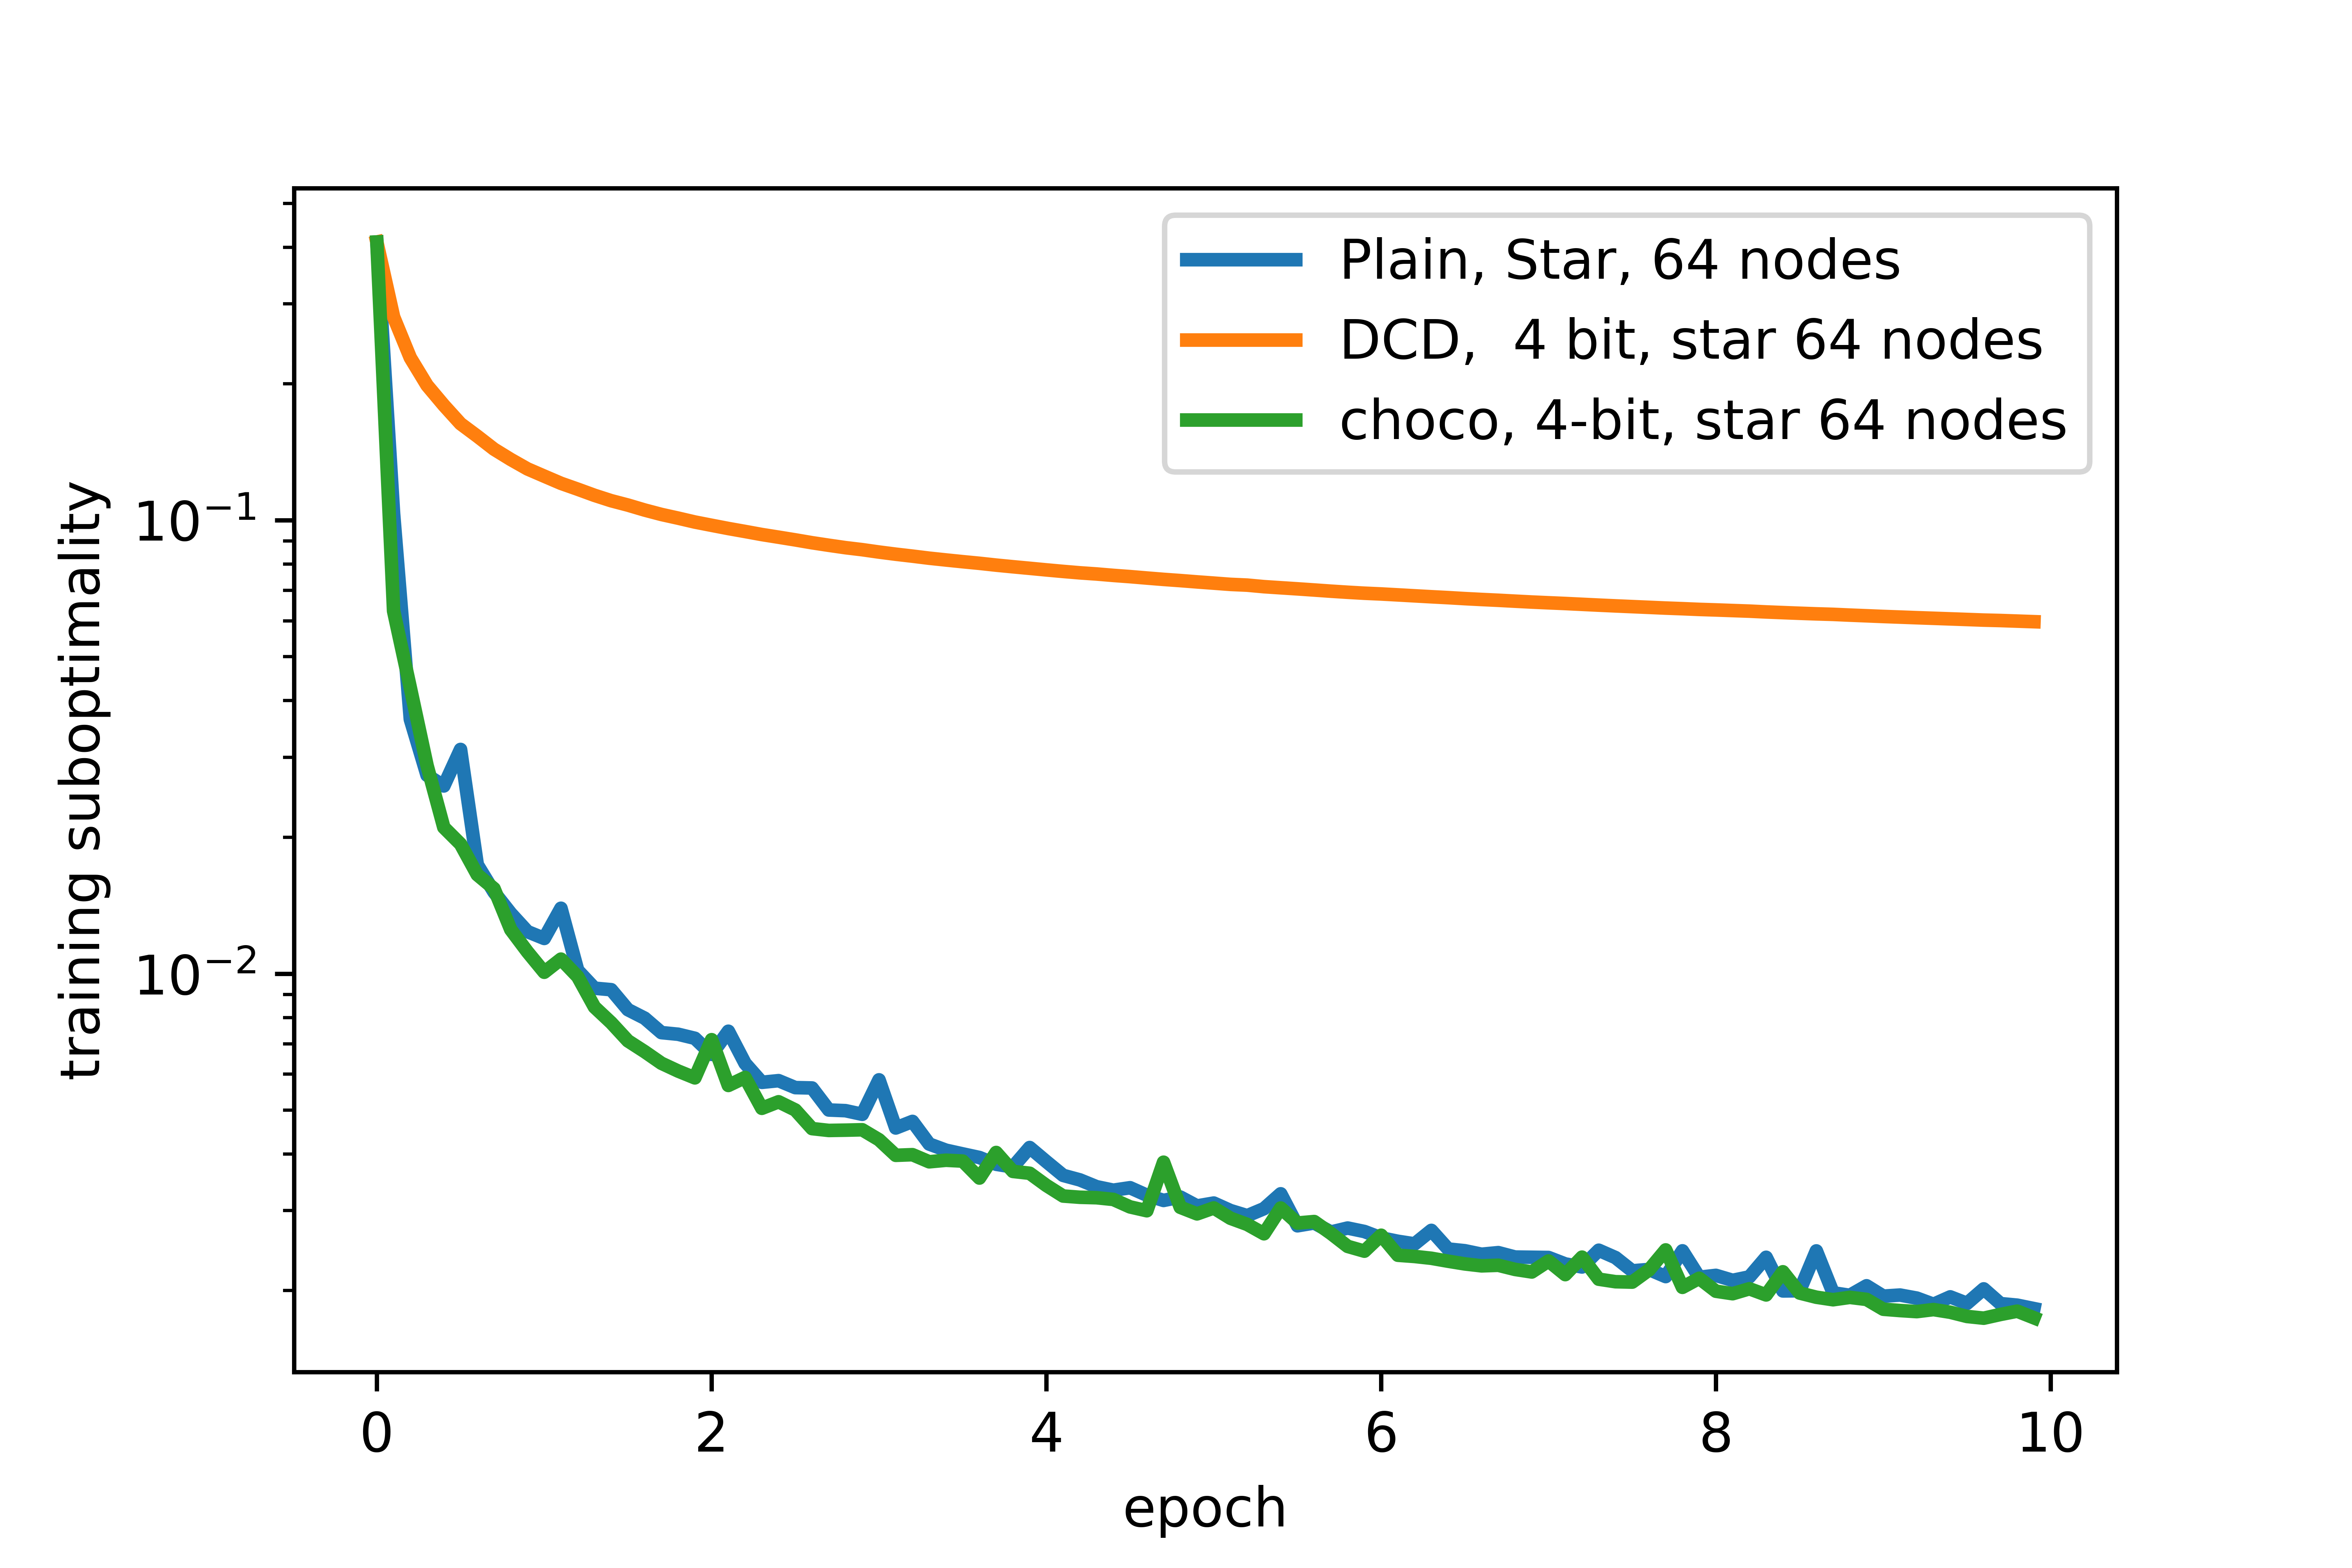 Plain, Star, 64 nodes
DCD,  4 bit, star 64 nodes
choco, 4-bit, star 64 nodes
training suboptimality
10⁻¹
10⁻²
0 2 4 6 8 10
epoch